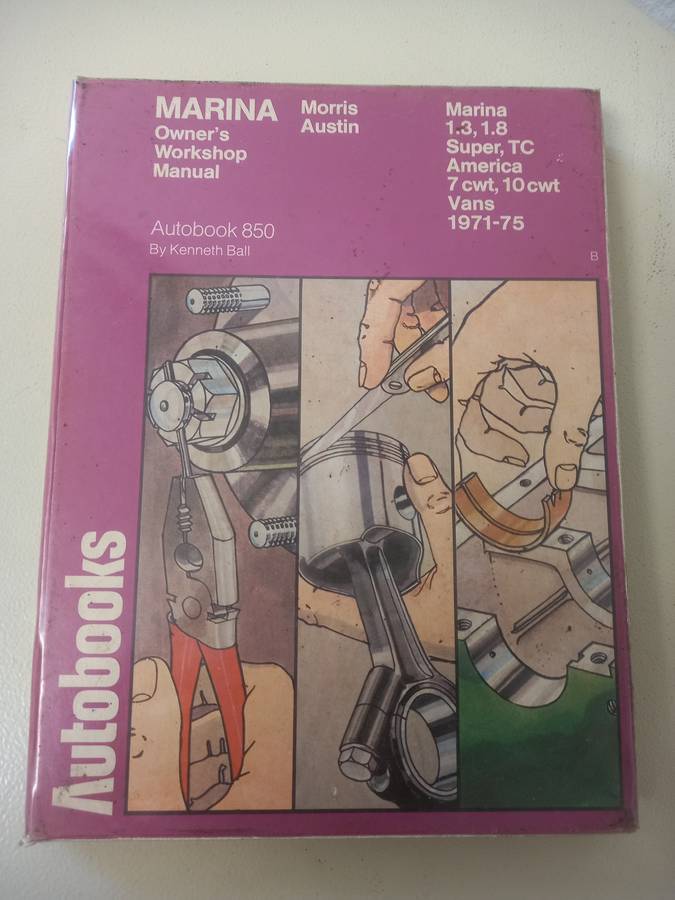 MARINA
Owner's
Workshop
Manual
Morris
Austin
Marina
1.3, 1.8
Super, TC
America
7 cwt, 10 cwt
Vans
1971-75
Autobook 850
By Kenneth Ball
B
Autobooks